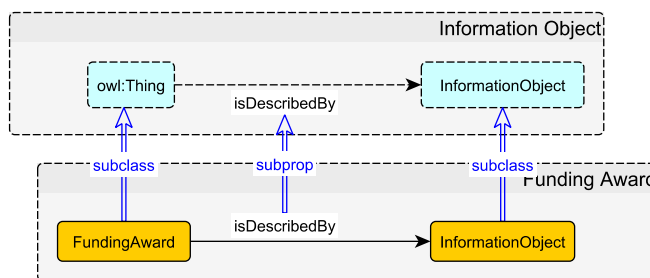 Information Object
owl:Thing
InformationObject
isDescribedBy
subclass
subprop
subclass
Funding Award
isDescribedBy
FundingAward
InformationObject